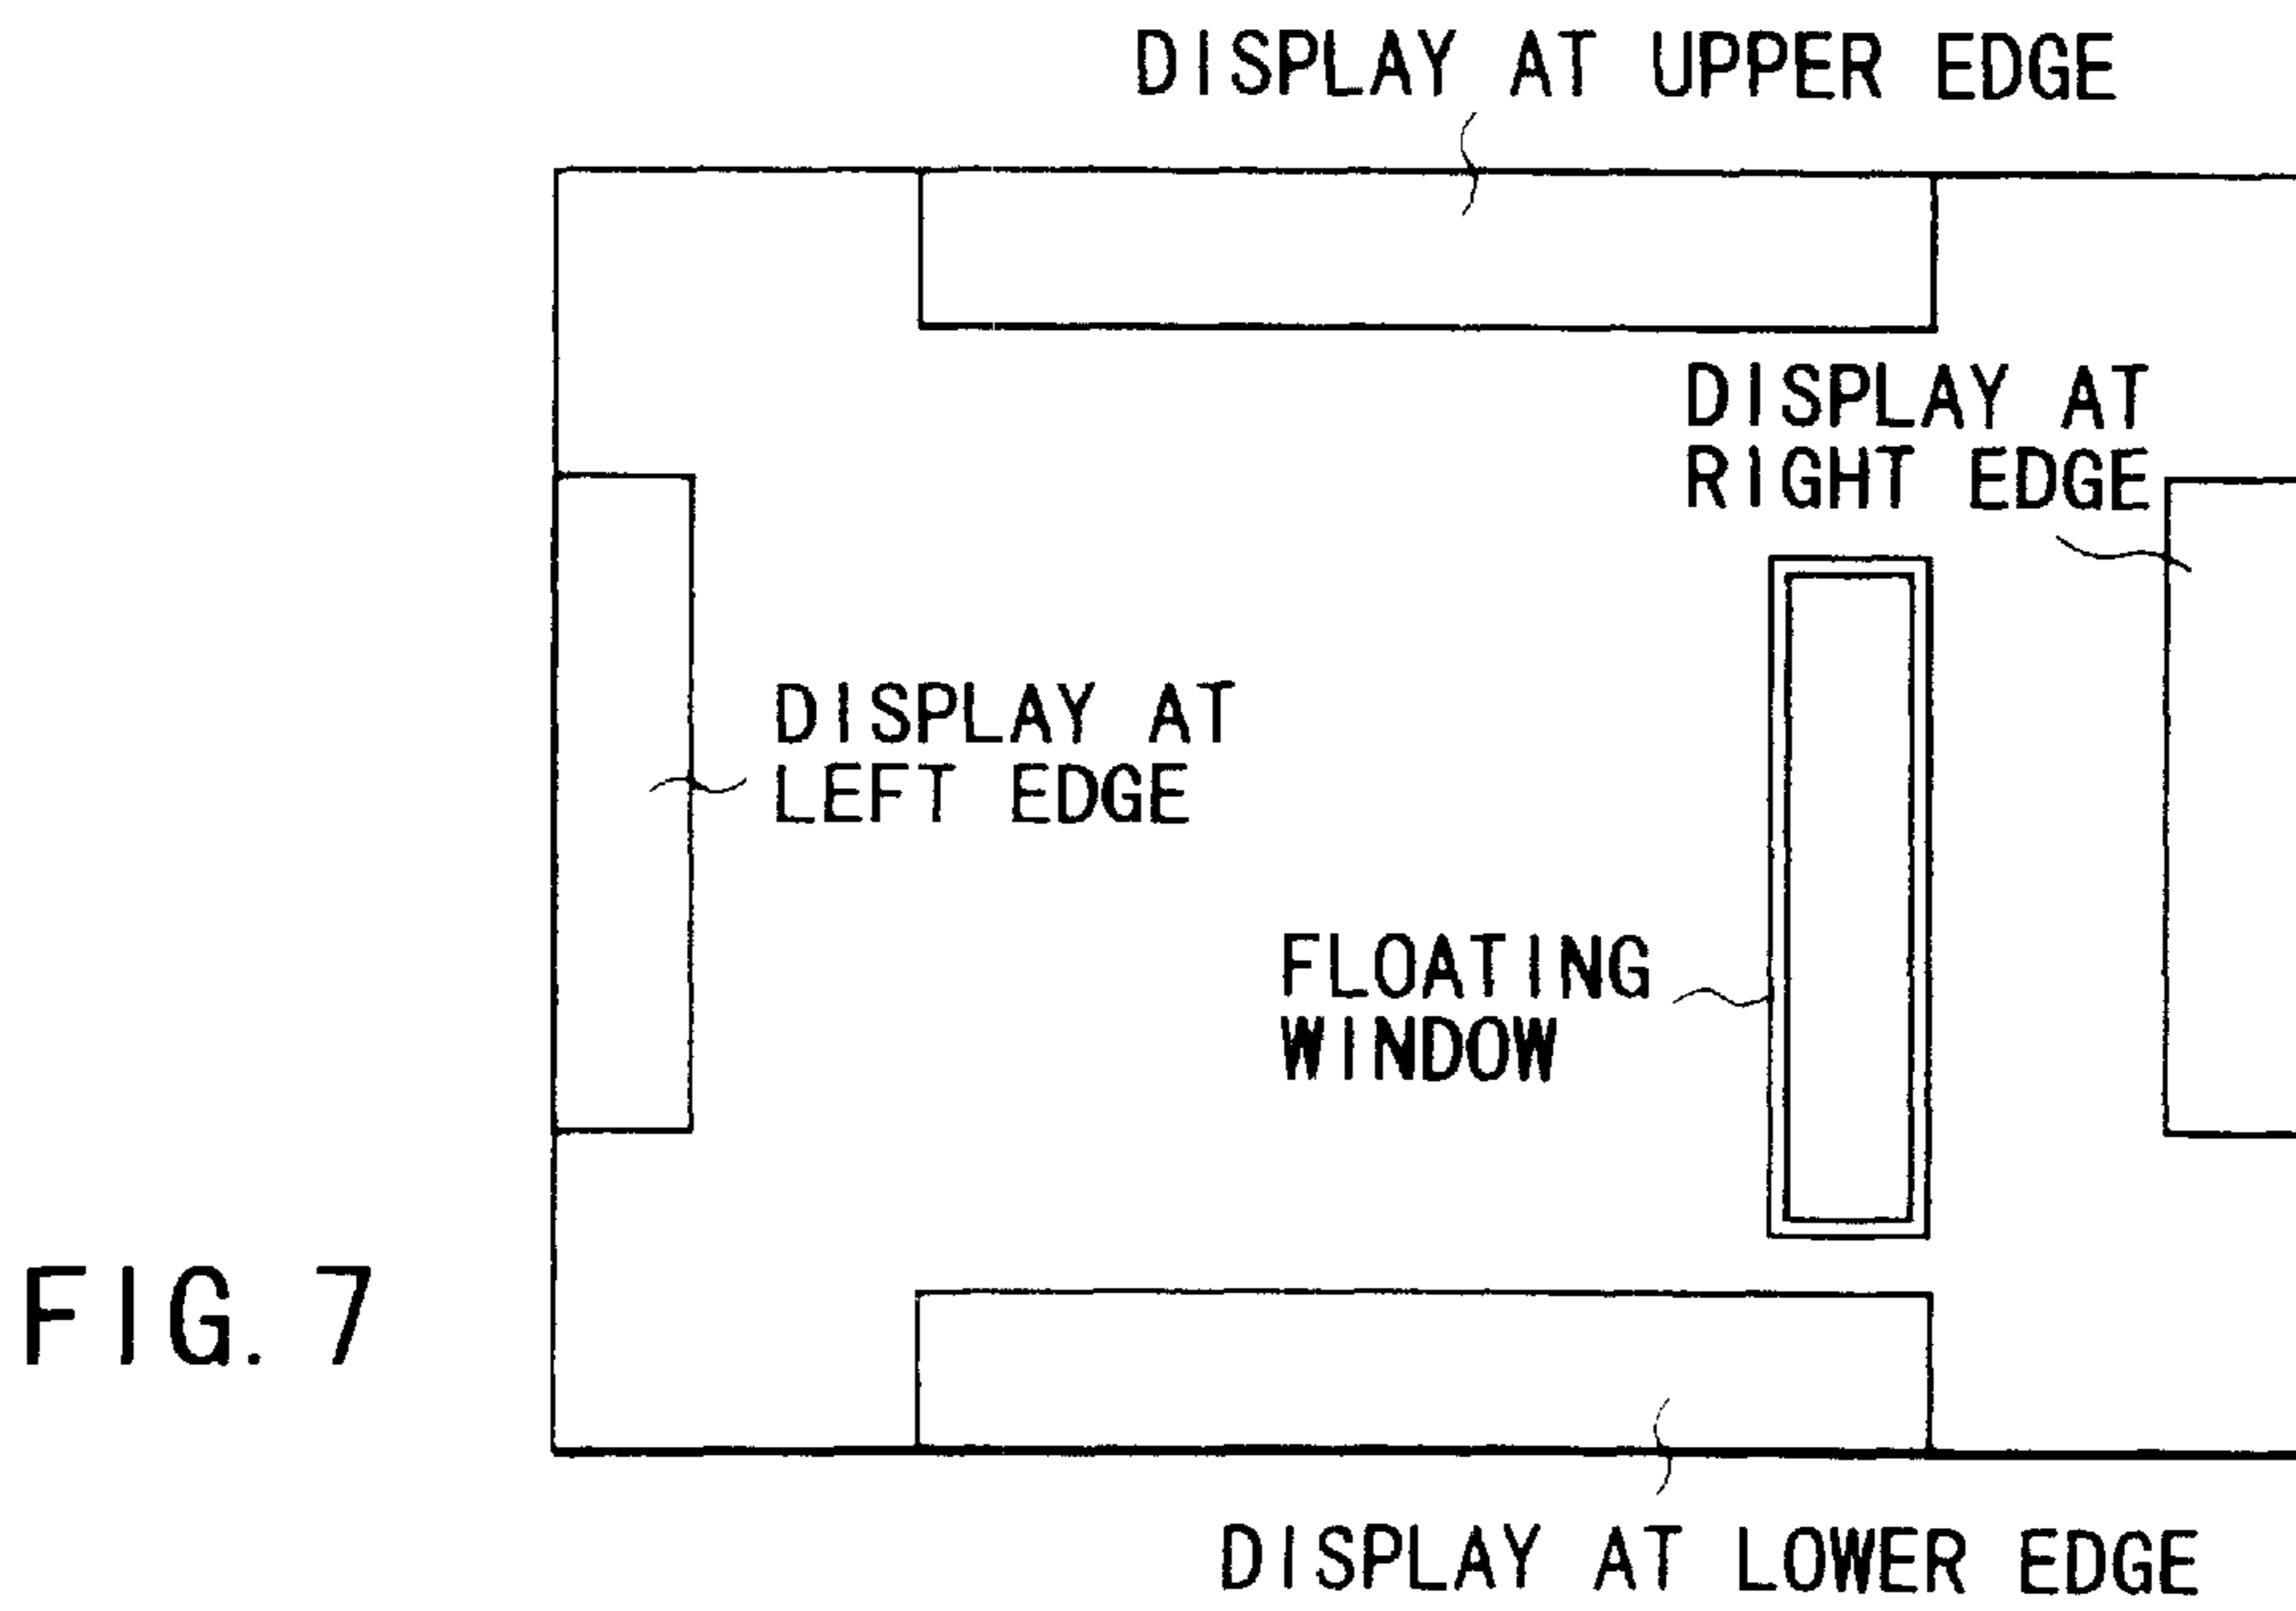 DISPLAY AT UPPER EDGE
DISPLAY AT
RIGHT EDGE
DISPLAY AT
LEFT EDGE
FLOATING
WINDOW
FIG. 7
DISPLAY AT LOWER EDGE